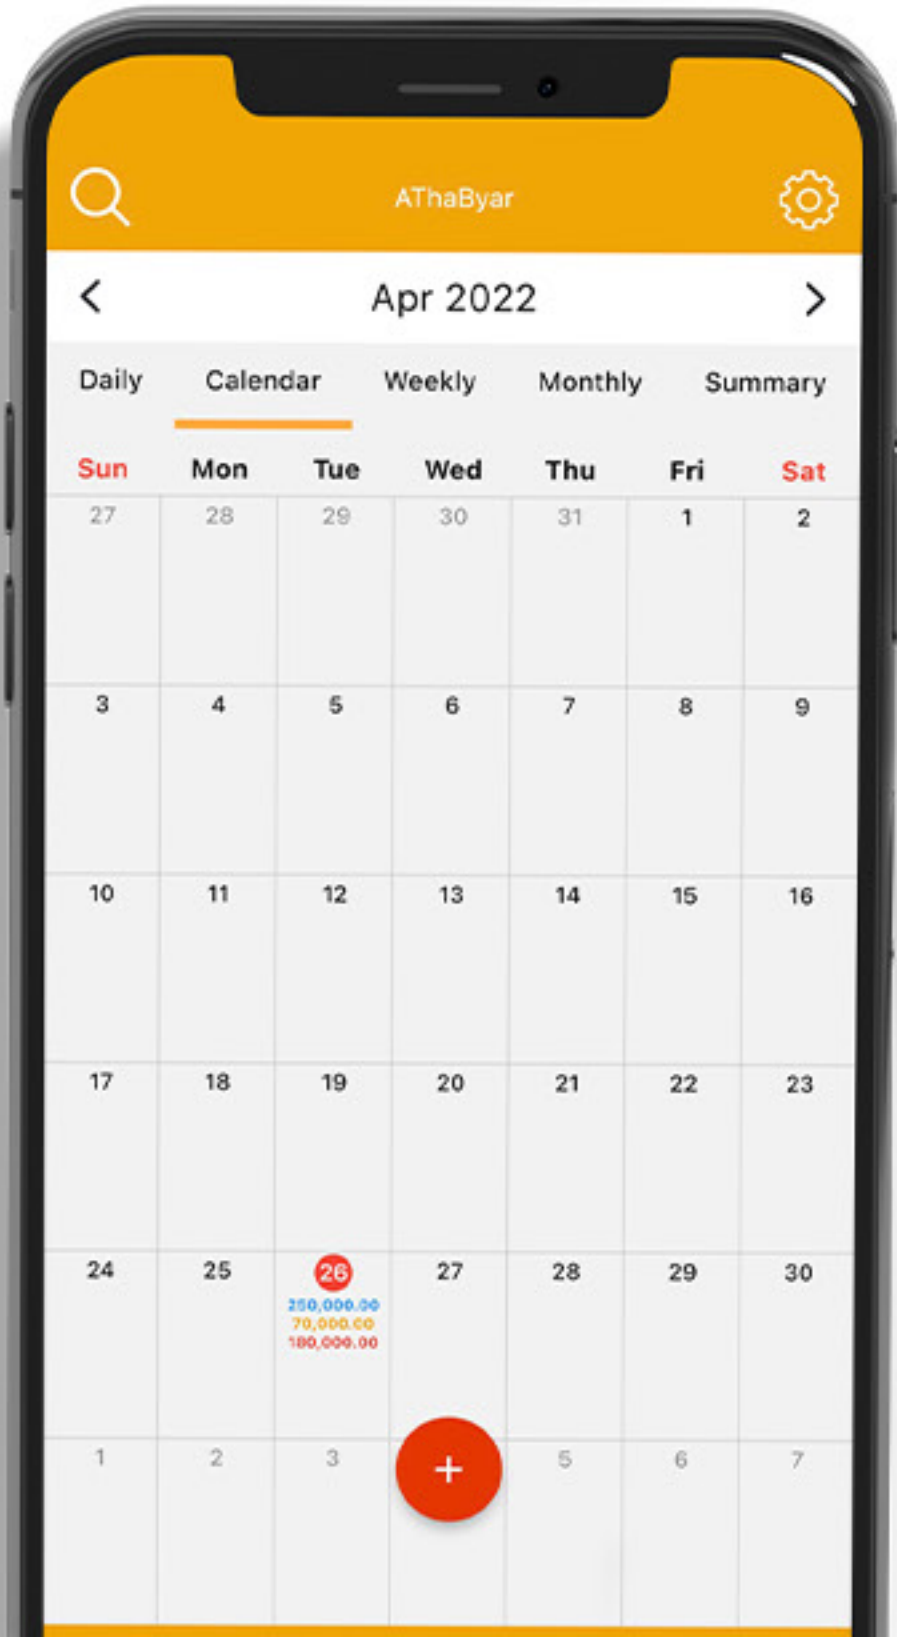 AThaByar
Apr 2022
Daily Calendar Weekly Monthly Summary
Sun Mon Tue Wed Thu Fri Sat
27 28 29 30 31 1 2
3 4 5 6 7 8 9
10 11 12 13 14 15 16
17 18 19 20 21 22 23
24 25 26 27 28 29 30
250,000.00
70,000.00
180,000.00
1 2 3 + 5 6 7